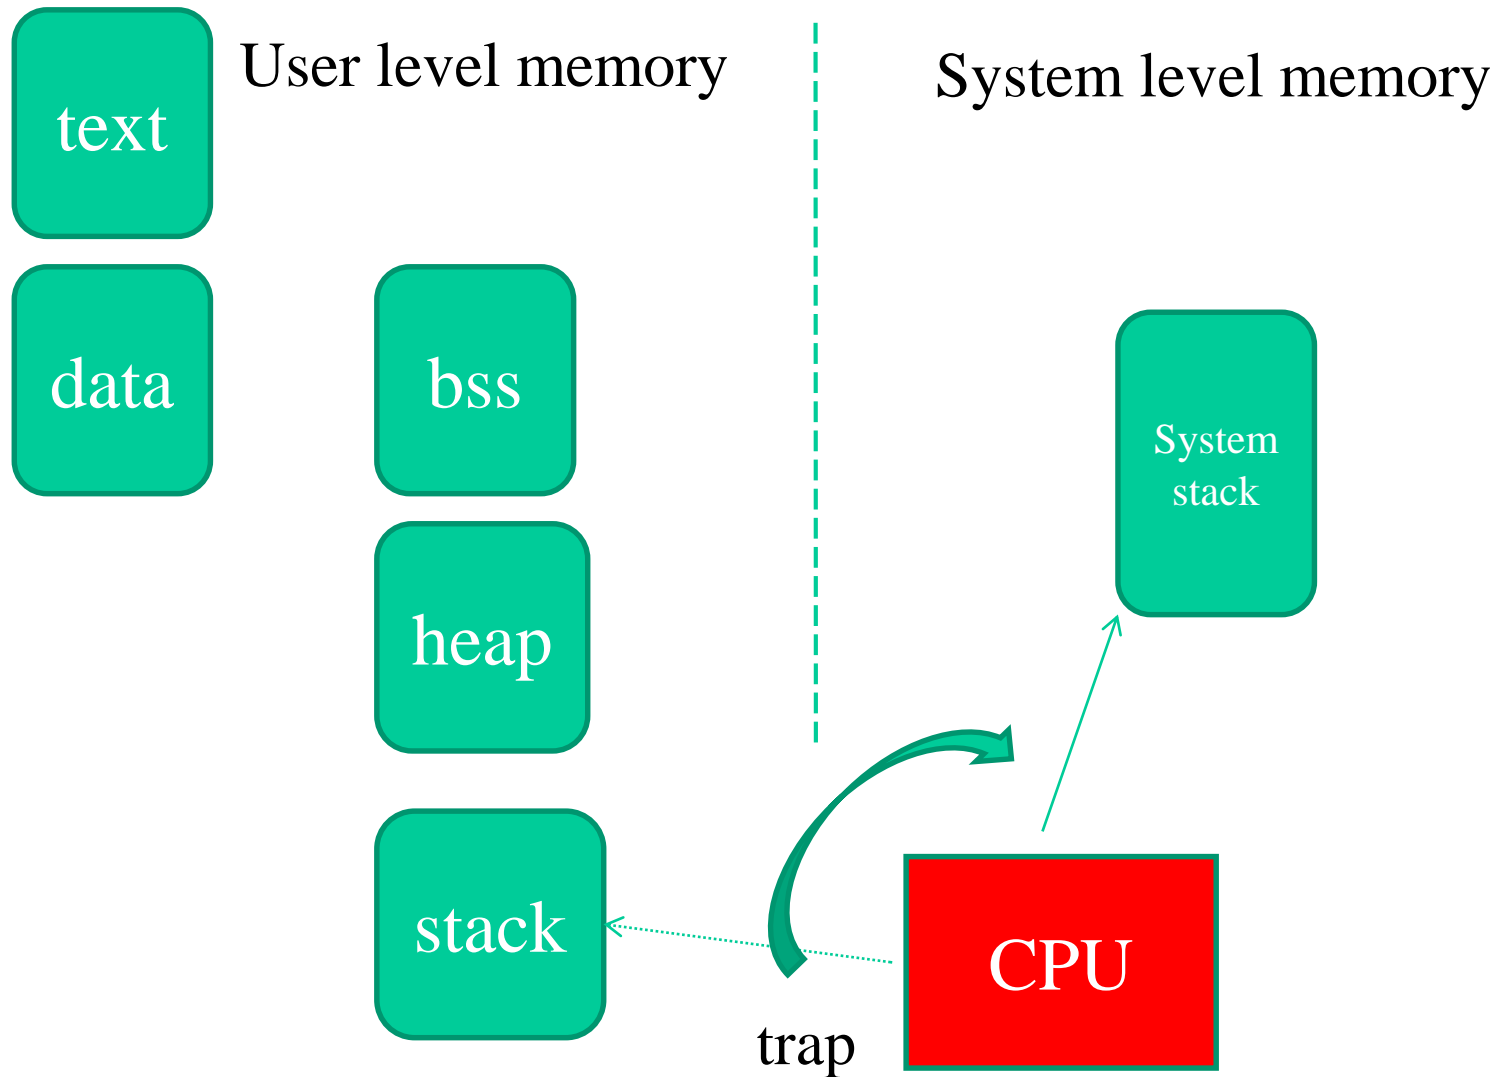 User level memory
System level memory
text
data
bss
System
stack
heap
stack
CPU
trap